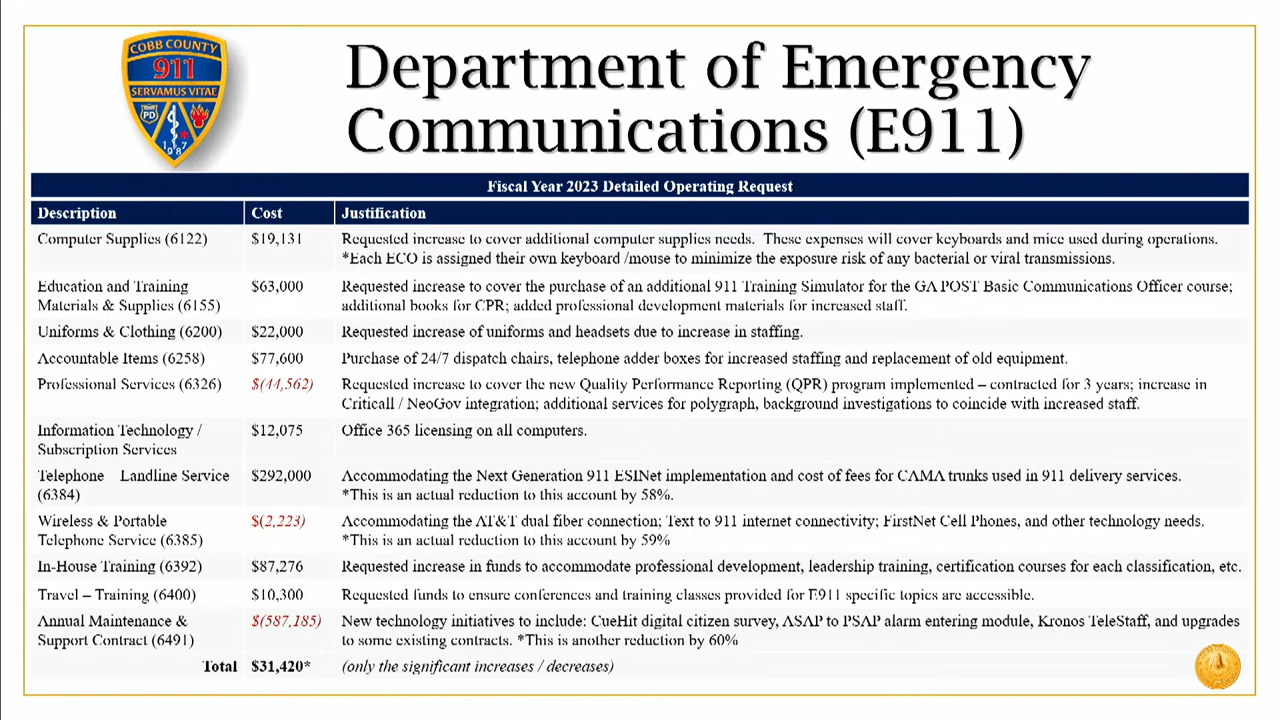 COBB COUNTY
911
SERVAMUS VITAE
PD
1987
Department of Emergency
Communications (E911)
Fiscal Year 2023 Detailed Operating Request
Description Cost Justification
Computer Supplies (6122) $19,131 Requested increase to cover additional computer supplies needs. These expenses will cover keyboards and mice used during operations.
*Each ECO is assigned their own keyboard /mouse to minimize the exposure risk of any bacterial or viral transmissions.
Education and Training $63,000 Requested increase to cover the purchase of an additional 911 Training Simulator for the GA POST Basic Communications Officer course;
Materials & Supplies (6155) additional books for CPR; added professional development materials for increased staff.
Uniforms & Clothing (6200) $22,000 Requested increase of uniforms and headsets due to increase in staffing.
Accountable Items (6258) $77,600 Purchase of 24/7 dispatch chairs, telephone adder boxes for increased staffing and replacement of old equipment.
Professional Services (6326) $(44,562) Requested increase to cover the new Quality Performance Reporting (QPR) program implemented – contracted for 3 years; increase in
Criticall / NeoGov integration; additional services for polygraph, background investigations to coincide with increased staff.
Information Technology / $12,075 Office 365 licensing on all computers.
Subscription Services
Telephone Landline Service $292,000 Accommodating the Next Generation 911 ESINet implementation and cost of fees for CAMA trunks used in 911 delivery services.
(6384) *This is an actual reduction to this account by 58%.
Wireless & Portable $(2,223) Accommodating the AT&T dual fiber connection; Text to 911 internet connectivity; FirstNet Cell Phones, and other technology needs.
Telephone Service (6385) *This is an actual reduction to this account by 59%
In-House Training (6392) $87,276 Requested increase in funds to accommodate professional development, leadership training, certification courses for each classification, etc.
Travel – Training (6400) $10,300 Requested funds to ensure conferences and training classes provided for E911 specific topics are accessible.
Annual Maintenance & $(587,185) New technology initiatives to include: CueHit digital citizen survey, ASAP to PSAP alarm entering module, Kronos TeleStaff, and upgrades
Support Contract (6491) to some existing contracts. *This is another reduction by 60%
Total $31,420* (only the significant increases / decreases)